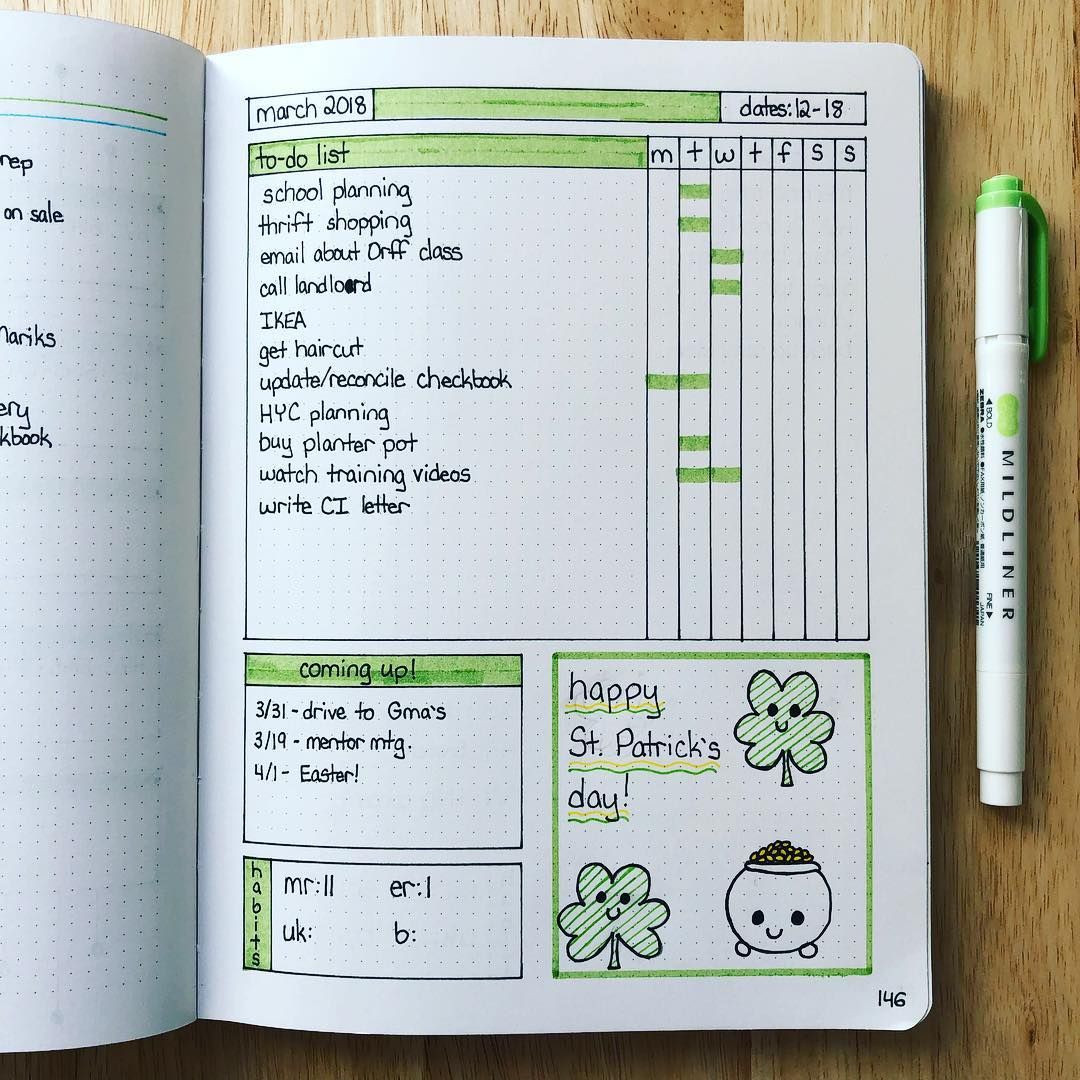 rep
on sale
Mariks
ery
kbook
march 2018
dates:12-18
to-do list m t w t f s s
school planning
thrift shopping
email about Orff class
call landlord
IKEA
get haircut
update/reconcile checkbook
HYC planning
buy planter pot
watch training videos
write CI letter
coming up!
3/31 - drive to Gma's
3/19 - mentor mtg.
4/1 - Easter!
habits
mr:|| er:|
uk: b:
happy
St. Patrick's
day!
146
ZEBRA
◀BOLD
MILDLINER
FINE▶
JAPAN